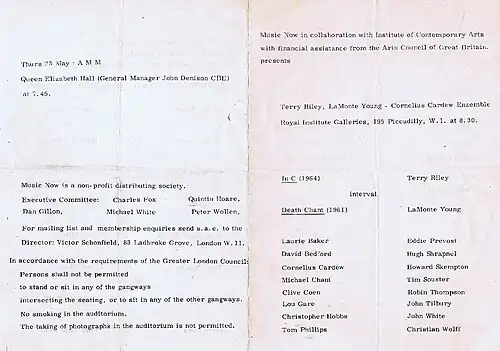 Thurs 23 May : A M M
Queen Elizabeth Hall (General Manager John Denison CBE)
at 7.45.
Music Now is a non-profit distributing society.
Executive Committee: Charles Fox Quintin Hoare,
Dan Gillon, Michael White Peter Wollen,
For mailing list and membership enquiries send s.a.e. to the
Director: Victor Schonfield, 83 Ladbroke Grove, London W.11.
In accordance with the requirements of the Greater London Council:
Persons shall not be permitted
to stand or sit in any of the gangways
intersecting the seating, or to sit in any of the other gangways.
No smoking in the auditorium.
The taking of photographs in the auditorium is not permitted.
Music Now in collaboration with Institute of Contemporary Arts
with financial assistance from the Arts Council of Great Britain.
presents
Terry Riley, LaMonte Young - Cornelius Cardew Ensemble
Royal Institute Galleries, 195 Piccadilly, W.1. at 8.30.
In C (1964) Terry Riley
interval
Death Chant (1961) LaMonte Young
Laurie Baker Eddie Prevost
David Bedford Hugh Shrapnel
Cornelius Cardew Howard Skempton
Michael Chant Tim Souster
Clive Coen Robin Thompson
Lou Gare John Tilbury
Christopher Hobbs John White
Tom Phillips Christian Wolff